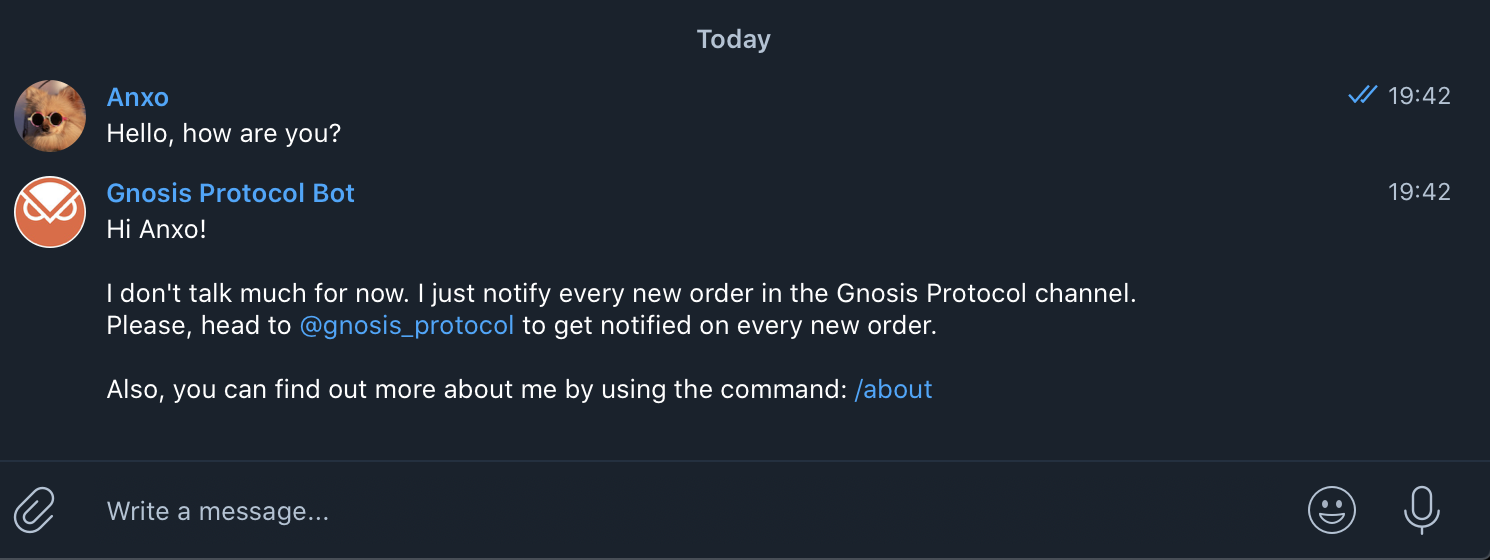 Today
Anxo
19:42
Hello, how are you?
Gnosis Protocol Bot
19:42
Hi Anxo!
I don't talk much for now. I just notify every new order in the Gnosis Protocol channel.
Please, head to @gnosis_protocol to get notified on every new order.
Also, you can find out more about me by using the command: /about
Write a message...